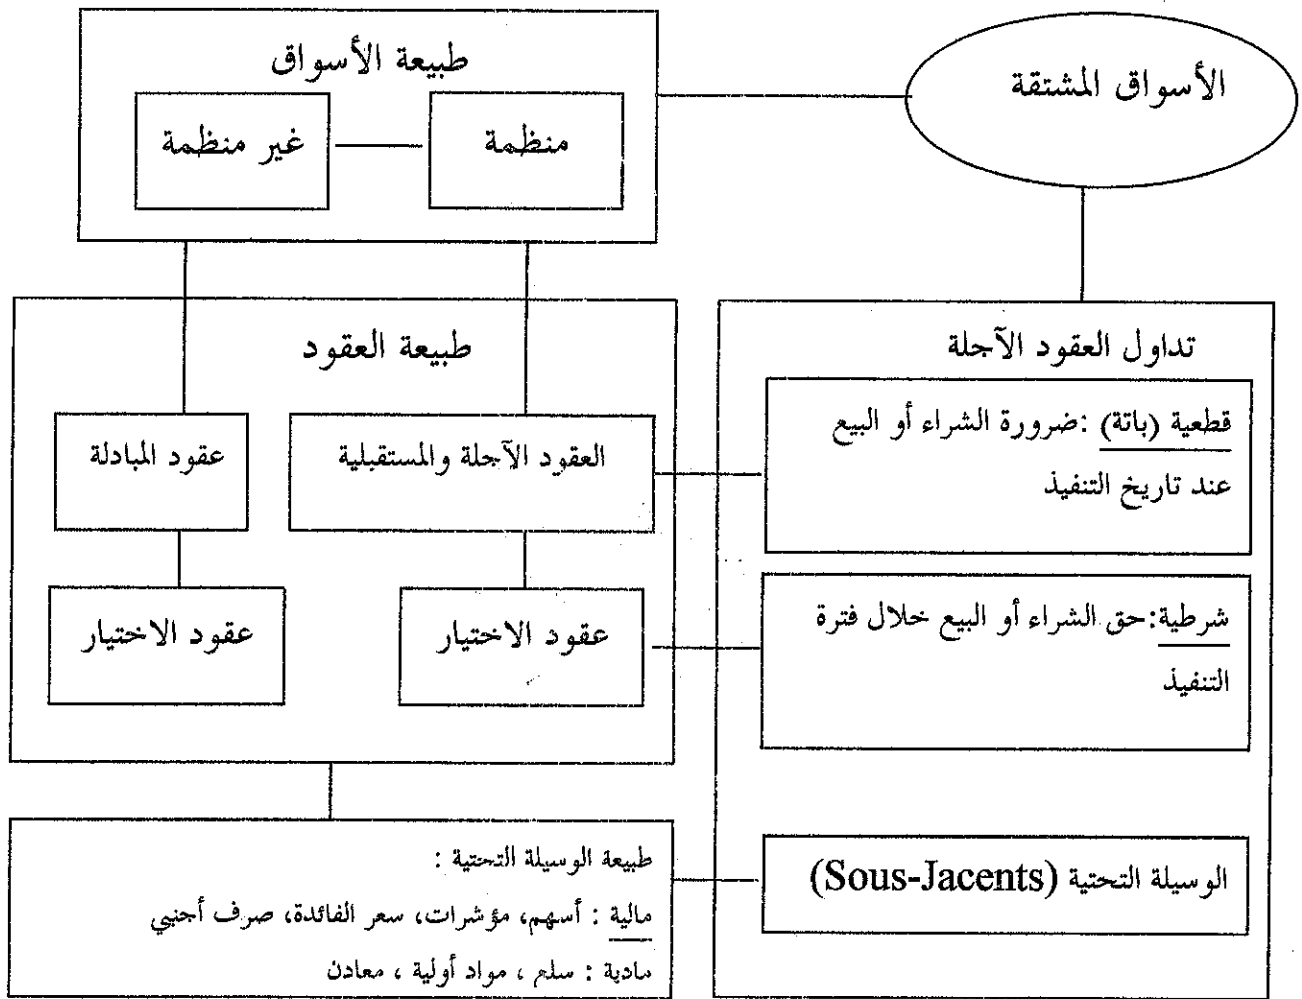 الأسواق المشتقة
طبيعة الأسواق
منظمة
غير منظمة
تداول العقود الآجلة
قطعية (باتة) :ضرورة الشراء أو البيع
عند تاريخ التنفيذ
شرطية:حق الشراء أو البيع خلال فترة
التنفيذ
الوسيلة التحتية (Sous-Jacents)
طبيعة العقود
العقود الآجلة والمستقبلية
عقود المبادلة
عقود الاختيار
عقود الاختيار
طبيعة الوسيلة التحتية :
مالية : أسهم، مؤشرات، سعر الفائدة، صرف أجنبي
مادية : سلع ، مواد أولية ، معادن